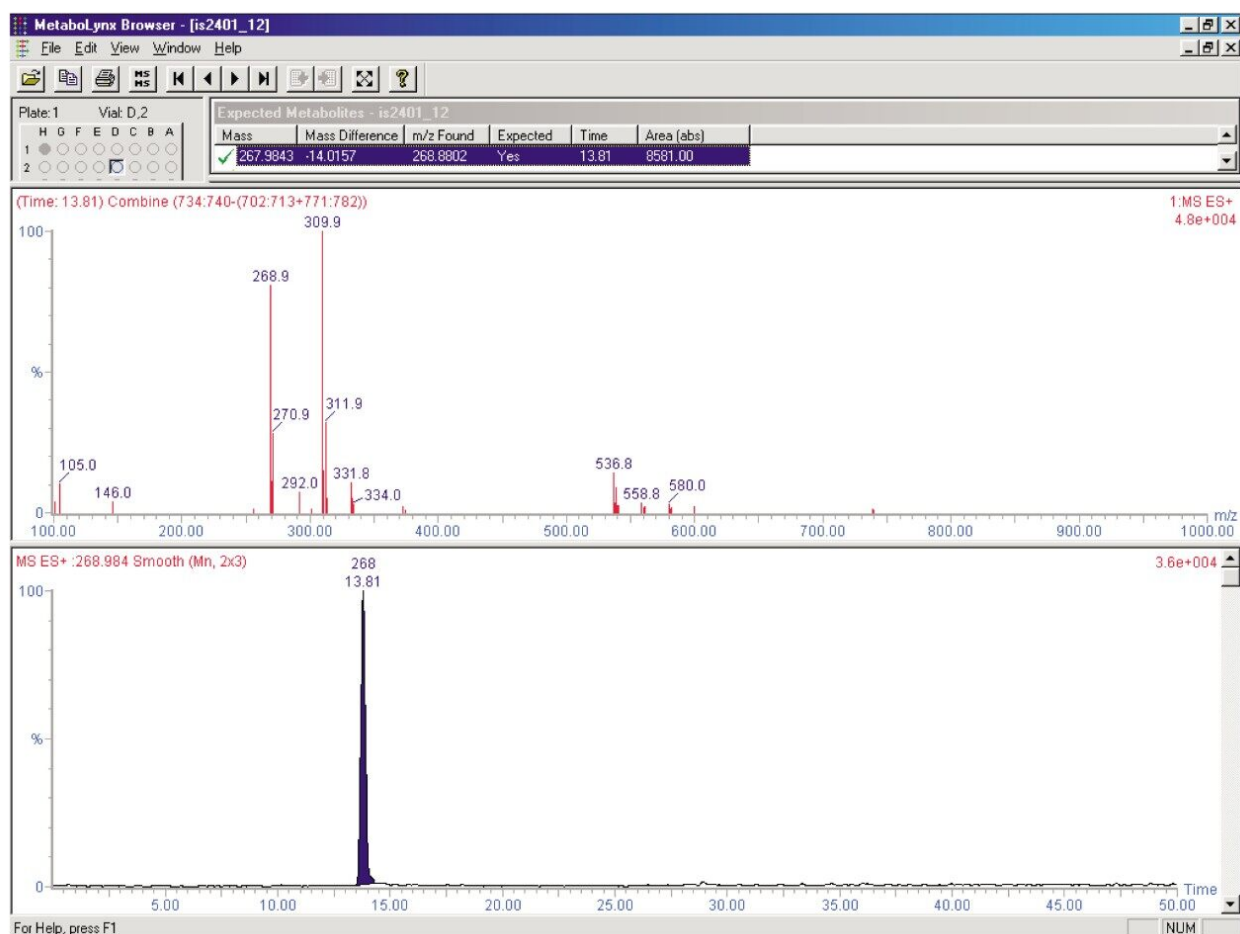 MetaboLynx Browser - [is2401_12]
File Edit View Window Help
MS
MS
Plate:1 Vial: D,2
H G F E D C B A
1
2
Expected Metabolites - is2401_12
Mass Mass Difference m/z Found Expected Time Area (abs)
267.9843 -14.0157 268.8802 Yes 13.81 8581.00
(Time: 13.81) Combine (734:740-(702:713+771:782))
1:MS ES+
4.8e+004
100
%
0
309.9
268.9
311.9
270.9
105.0
146.0
292.0
331.8
334.0
536.8
558.8
580.0
m/z
100.00 200.00 300.00 400.00 500.00 600.00 700.00 800.00 900.00 1000.00
MS ES+ :268.984 Smooth (Mn, 2x3)
3.6e+004
268
13.81
100
%
0
Time
5.00 10.00 15.00 20.00 25.00 30.00 35.00 40.00 45.00 50.00
For Help, press F1
NUM